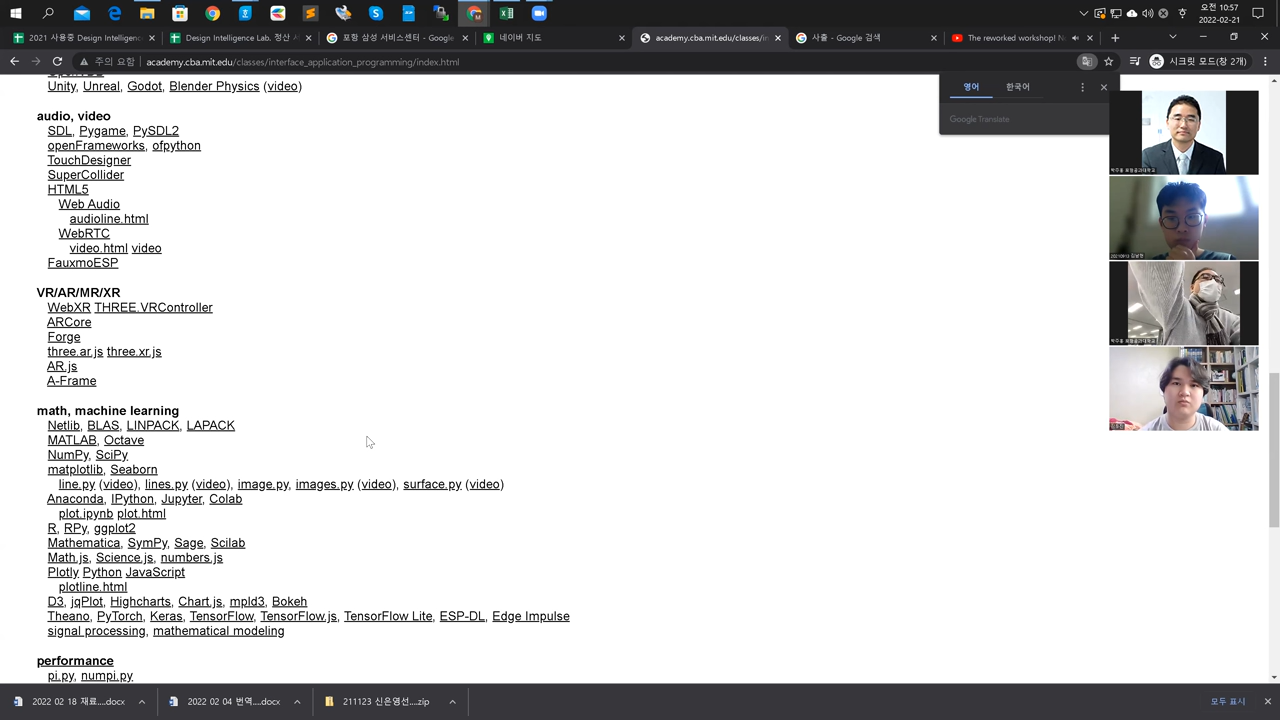 오전 10:57
2022-02-21
2021 사용중 Design Intelligenc
Design Intelligence Lab. 정산 시
포항 삼성 서비스센터 - Google
네이버 지도
academy.cba.mit.edu/classes/in
사출 - Google 검색
The reworked workshop! N
주의 요함
academy.cba.mit.edu/classes/interface_application_programming/index.html
시크릿 모드(창 2개)
영어
한국어
Google Translate
Unity, Unreal, Godot, Blender Physics (video)
audio, video
SDL, Pygame, PySDL2
openFrameworks, ofpython
TouchDesigner
SuperCollider
HTML5
Web Audio
audioline.html
WebRTC
video.html video
FauxmoESP
VR/AR/MR/XR
WebXR THREE.VRController
ARCore
Forge
three.ar.js three.xr.js
AR.js
A-Frame
math, machine learning
Netlib, BLAS, LINPACK, LAPACK
MATLAB, Octave
NumPy, SciPy
matplotlib, Seaborn
line.py (video), lines.py (video), image.py, images.py (video), surface.py (video)
Anaconda, IPython, Jupyter, Colab
plot.ipynb plot.html
R, RPy, ggplot2
Mathematica, SymPy, Sage, Scilab
Math.js, Science.js, numbers.js
Plotly Python JavaScript
plotline.html
D3, jqPlot, Highcharts, Chart.js, mpld3, Bokeh
Theano, PyTorch, Keras, TensorFlow, TensorFlow.js, TensorFlow Lite, ESP-DL, Edge Impulse
signal processing, mathematical modeling
performance
pi.py, numpi.py
2022 02 18 재료....docx
2022 02 04 번역....docx
211123 신은영선....zip
모두 표시